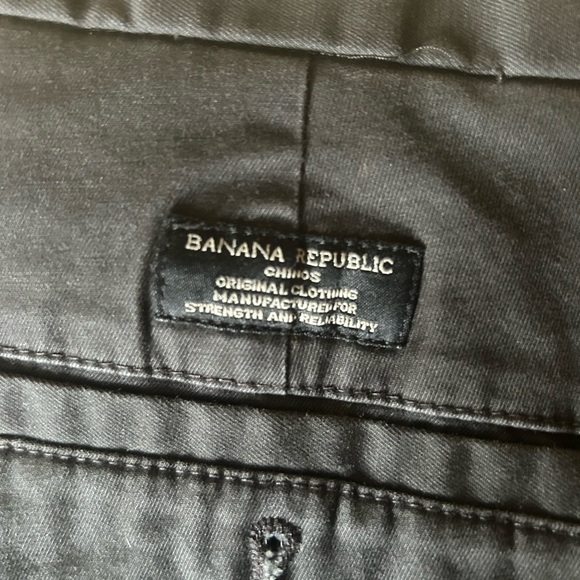 BANANA REPUBLIC
CHINOS
ORIGINAL CLOTHING
MANUFACTURED FOR
STRENGTH AND RELIABILITY